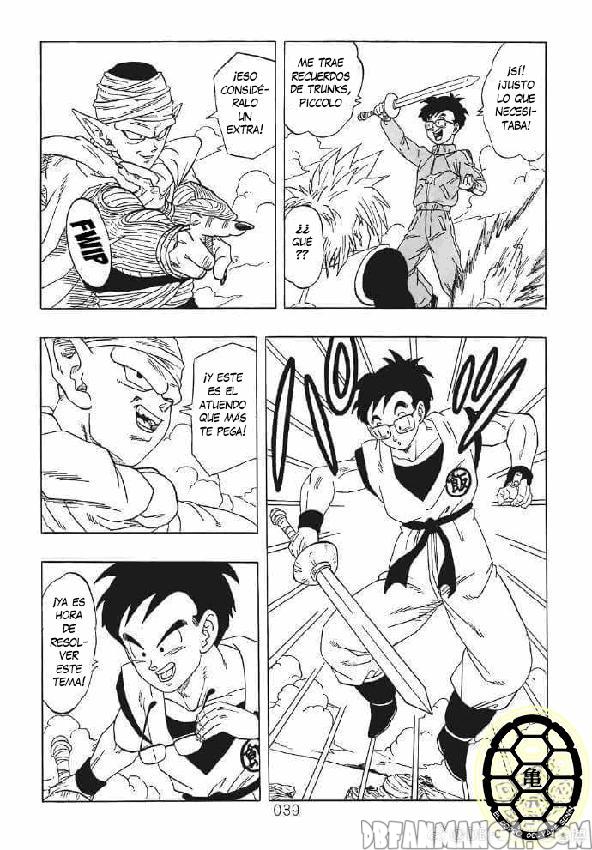 ¡ESO
CONSIDÉ-
RALO
UN
EXTRA!
FWIP
ME TRAE
RECUERDOS
DE TRUNKS,
PICCOLO
¡SÍ!
¡JUSTO
LO QUE
NECESI-
TABA!
¿¿
QUÉ
??
¡Y ESTE
ES EL
ATUENDO
QUE MÁS
TE PEGA!
飯
¡YA ES
HORA DE
RESOL-
VER
ESTE
TEMA!
039
亀
DBFANMANGA.COM